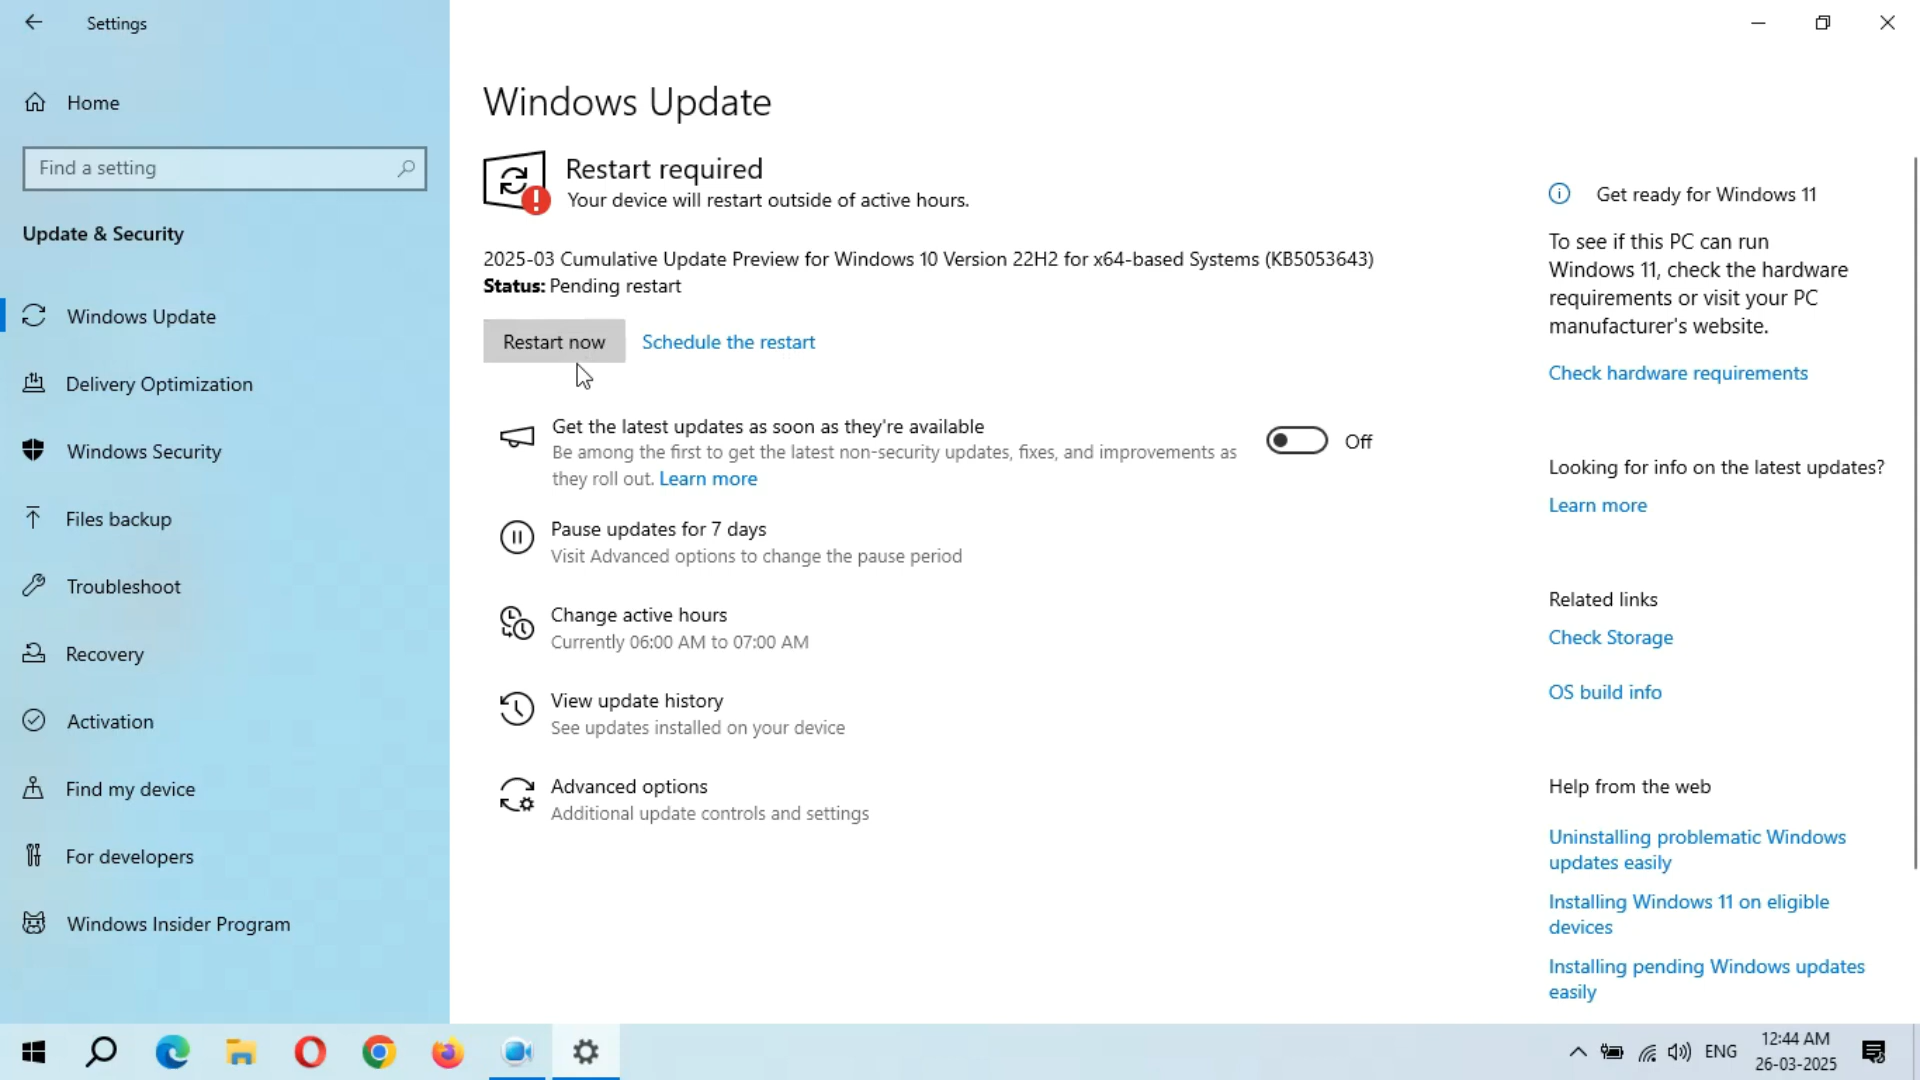 Settings
Home
Find a setting
Update & Security
Windows Update
Delivery Optimization
Windows Security
Files backup
Troubleshoot
Recovery
Activation
Find my device
For developers
Windows Insider Program
Windows Update
Restart required
Your device will restart outside of active hours.
2025-03 Cumulative Update Preview for Windows 10 Version 22H2 for x64-based Systems (KB5053643)
Status: Pending restart
Restart now Schedule the restart
Get the latest updates as soon as they're available
Be among the first to get the latest non-security updates, fixes, and improvements as
they roll out. Learn more
Off
Pause updates for 7 days
Visit Advanced options to change the pause period
Change active hours
Currently 06:00 AM to 07:00 AM
View update history
See updates installed on your device
Advanced options
Additional update controls and settings
Get ready for Windows 11
To see if this PC can run
Windows 11, check the hardware
requirements or visit your PC
manufacturer's website.
Check hardware requirements
Looking for info on the latest updates?
Learn more
Related links
Check Storage
OS build info
Help from the web
Uninstalling problematic Windows
updates easily
Installing Windows 11 on eligible
devices
Installing pending Windows updates
easily
ENG
12:44 AM
26-03-2025